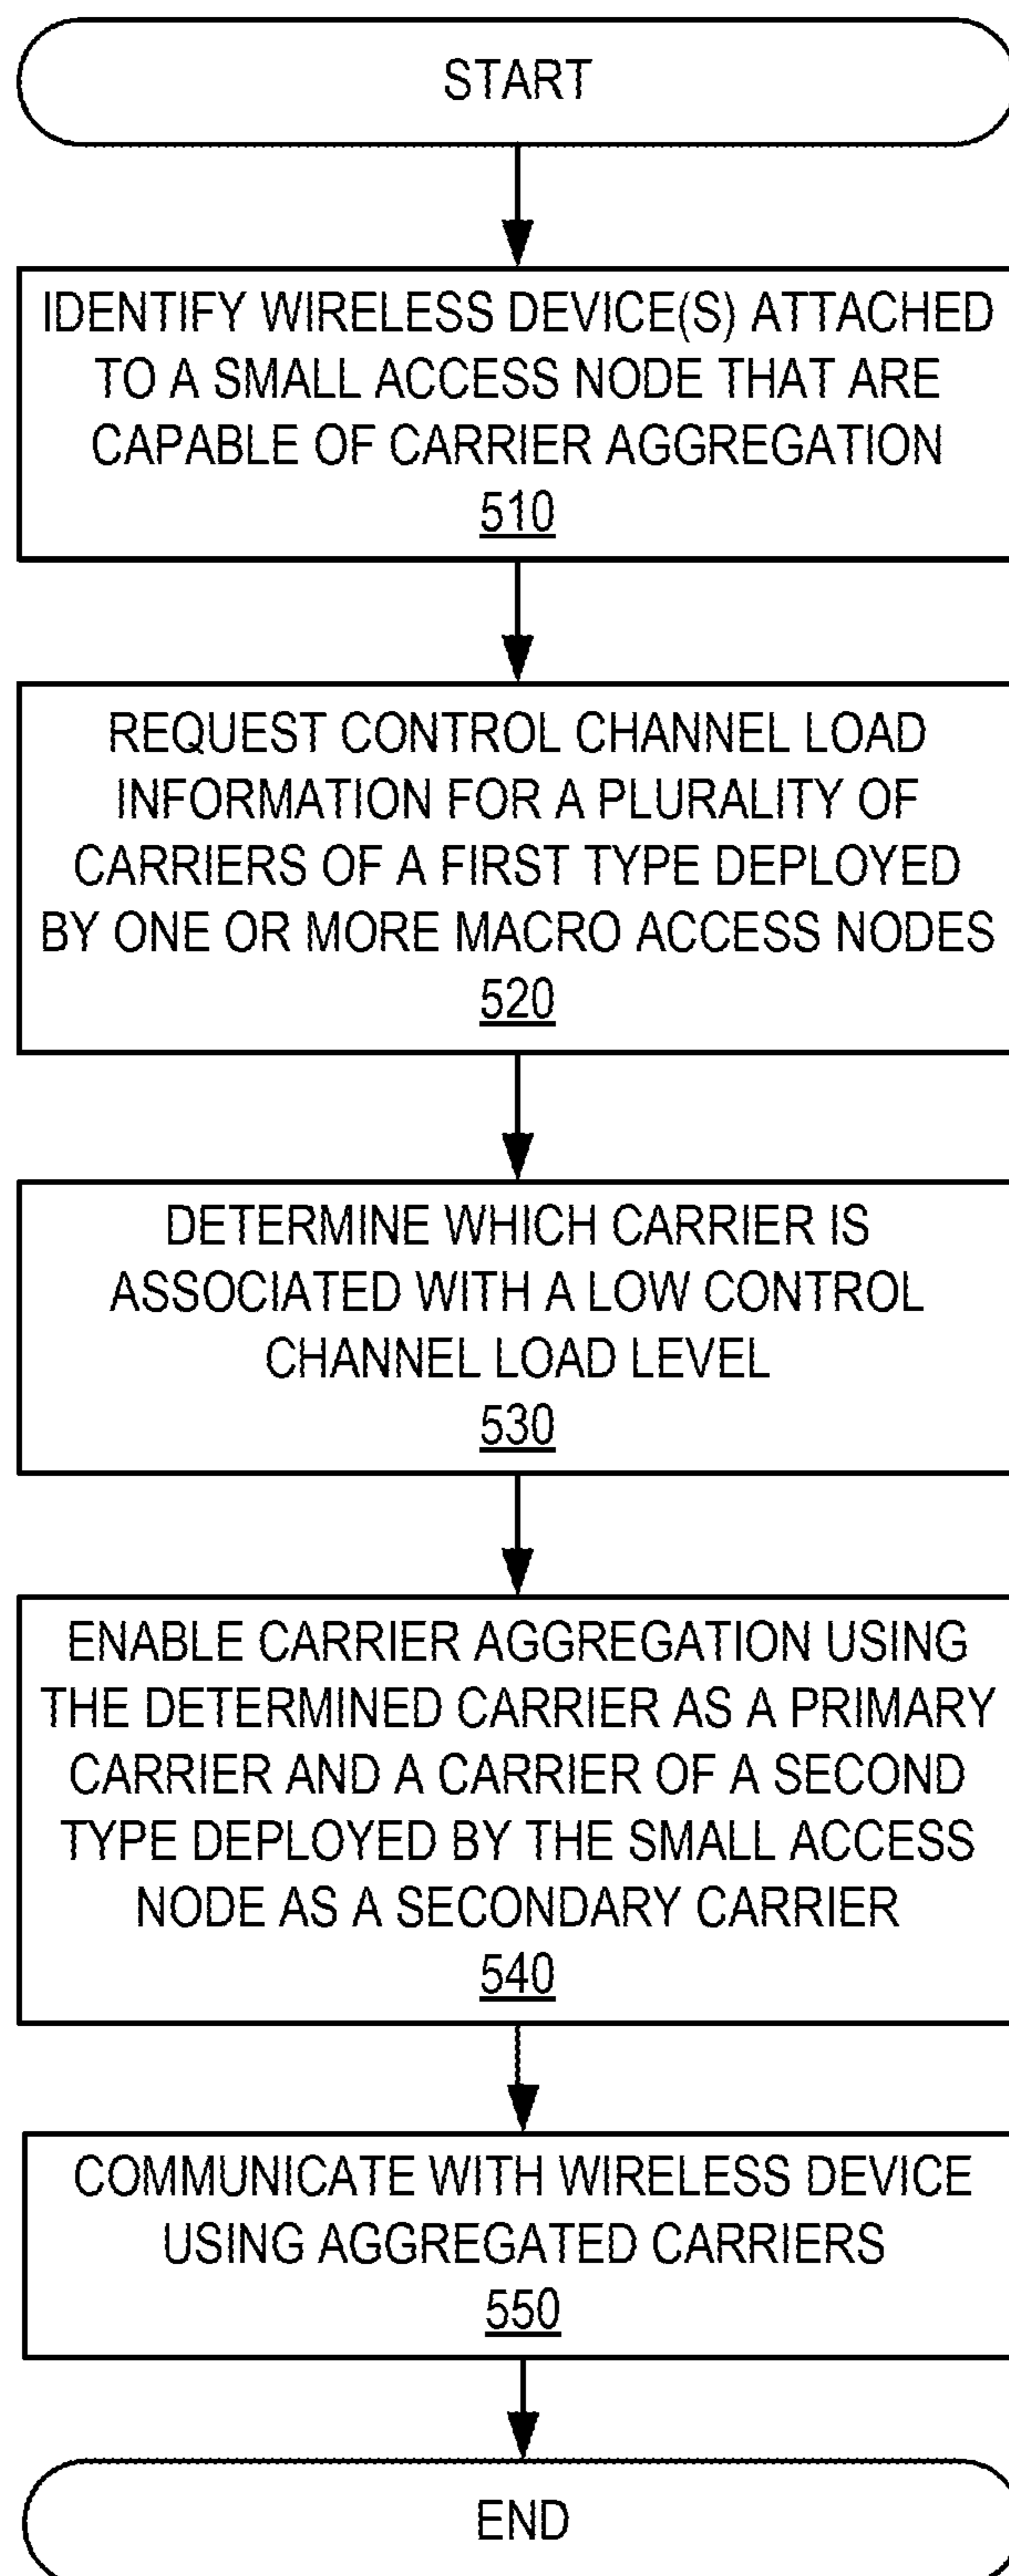 START
IDENTIFY WIRELESS DEVICE(S) ATTACHED
TO A SMALL ACCESS NODE THAT ARE
CAPABLE OF CARRIER AGGREGATION
510
REQUEST CONTROL CHANNEL LOAD
INFORMATION FOR A PLURALITY OF
CARRIERS OF A FIRST TYPE DEPLOYED
BY ONE OR MORE MACRO ACCESS NODES
520
DETERMINE WHICH CARRIER IS
ASSOCIATED WITH A LOW CONTROL
CHANNEL LOAD LEVEL
530
ENABLE CARRIER AGGREGATION USING
THE DETERMINED CARRIER AS A PRIMARY
CARRIER AND A CARRIER OF A SECOND
TYPE DEPLOYED BY THE SMALL ACCESS
NODE AS A SECONDARY CARRIER
540
COMMUNICATE WITH WIRELESS DEVICE
USING AGGREGATED CARRIERS
550
END